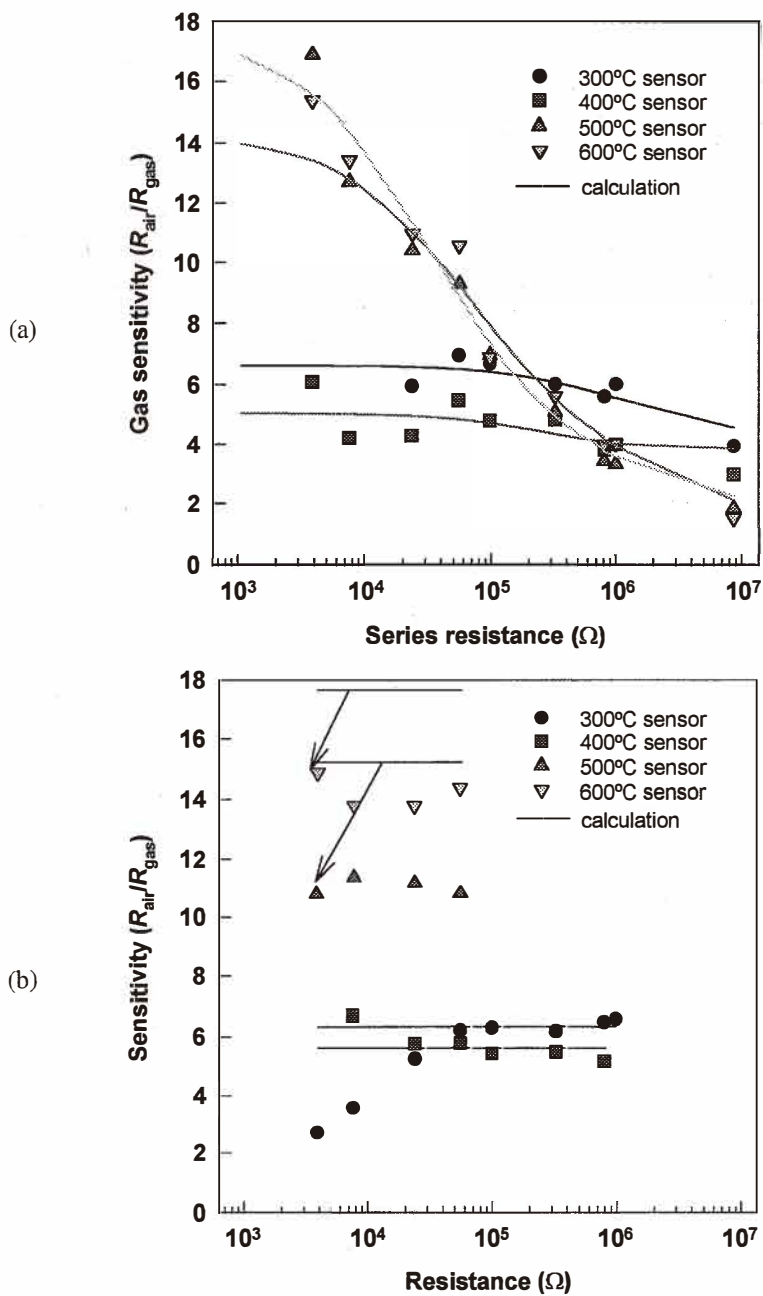 (a)
Gas sensitivity (Rair/Rgas)
18
16
14
12
10
8
6
4
2
0
300ºC sensor
400ºC sensor
500ºC sensor
600ºC sensor
calculation
10³ 10⁴ 10⁵ 10⁶ 10⁷
Series resistance (Ω)
(b)
Sensitivity (Rair/Rgas)
18
16
14
12
10
8
6
4
2
0
300ºC sensor
400ºC sensor
500ºC sensor
600ºC sensor
calculation
10³ 10⁴ 10⁵ 10⁶ 10⁷
Resistance (Ω)